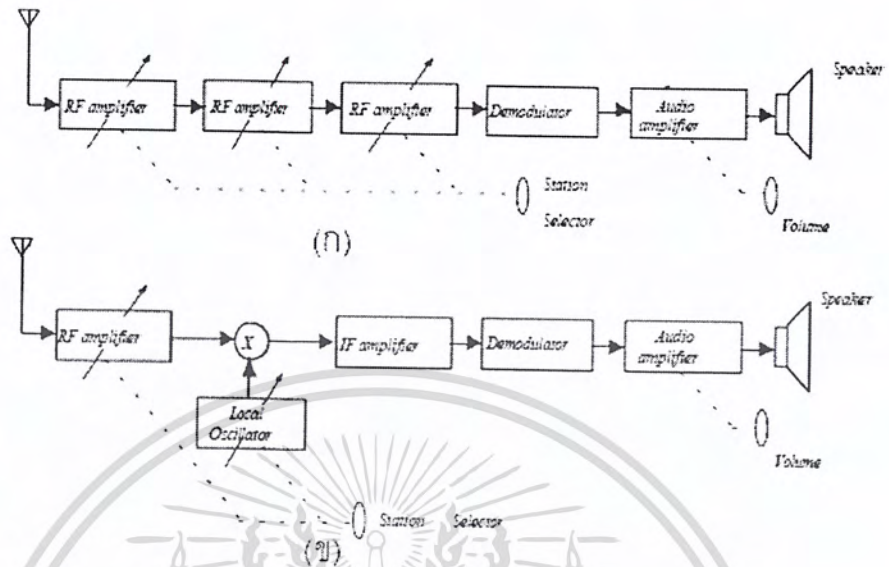 Speaker
RF amplifier
RF amplifier
RF amplifier
Demodulator
Audio
amplifier
Station
Selector
Volume
(ก)
Speaker
RF amplifier
X
IF amplifier
Demodulator
Audio
amplifier
Local
Oscillator
Volume
Station Selector
(ข)